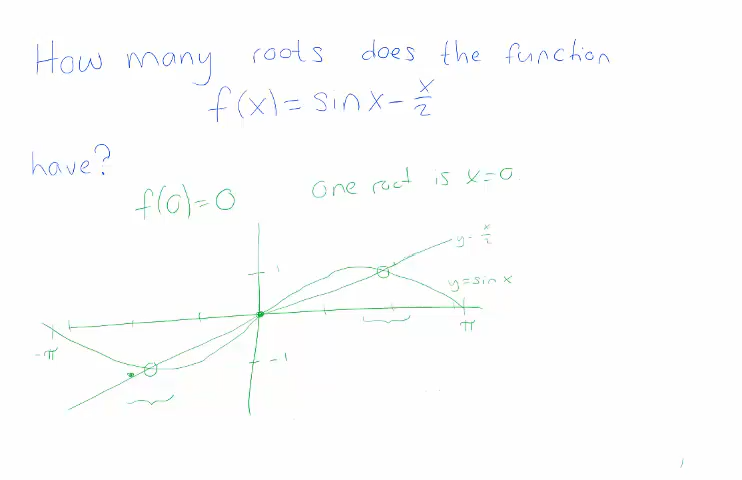 How many roots does the function
f(x) = sin x - x/2
have?
f(0)=0
one root is x=0.
y = x/2
1
y = sin x
-π
π
-1